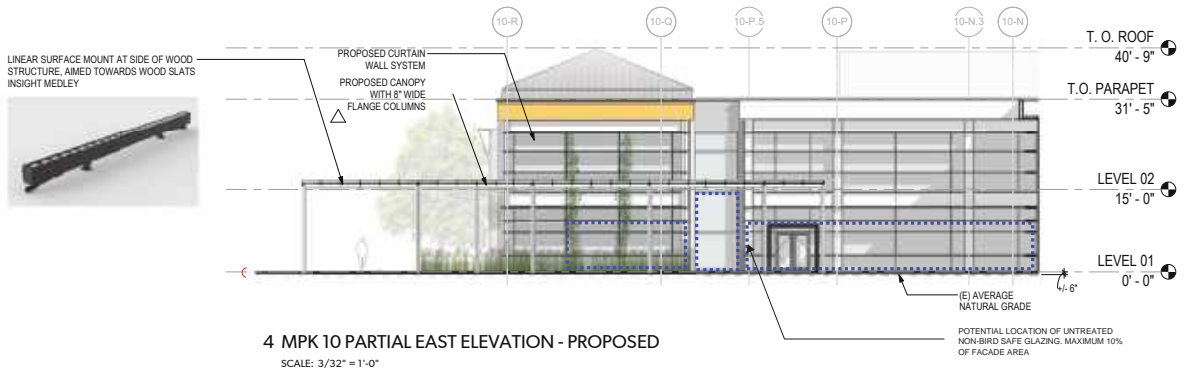 10-R
10-Q
10-P.5
10-P
10-N.3
10-N
LINEAR SURFACE MOUNT AT SIDE OF WOOD
STRUCTURE, AIMED TOWARDS WOOD SLATS
INSIGHT MEDLEY
PROPOSED CURTAIN
WALL SYSTEM
PROPOSED CANOPY
WITH 8" WIDE
FLANGE COLUMNS
T. O. ROOF
40' - 9"
T.O. PARAPET
31' - 5"
LEVEL 02
15' - 0"
LEVEL 01
0' - 0"
+/- 6"
(E) AVERAGE
NATURAL GRADE
POTENTIAL LOCATION OF UNTREATED
NON-BIRD SAFE GLAZING. MAXIMUM 10%
OF FACADE AREA
4 MPK 10 PARTIAL EAST ELEVATION - PROPOSED
SCALE: 3/32" = 1'-0"